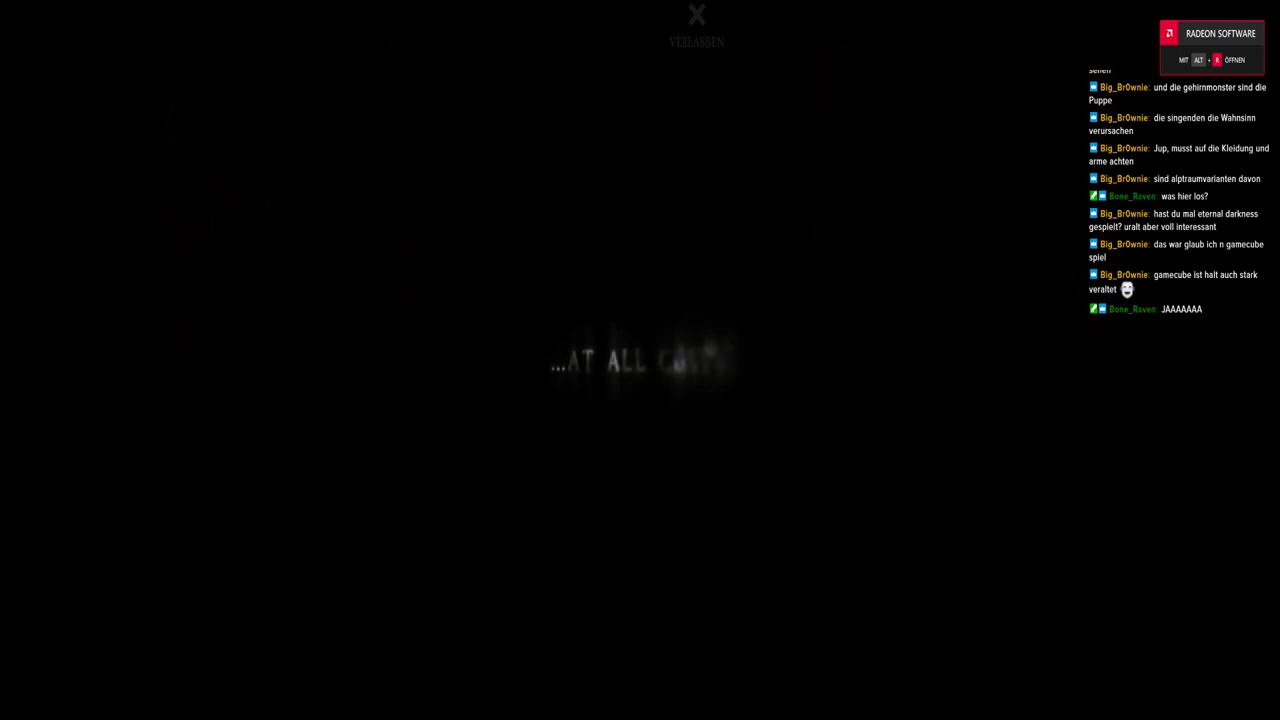 VERLASSEN
RADEON SOFTWARE
MIT ALT + R ÖFFNEN
sehen
Big_Br0wnie: und die gehirnmonster sind die
Puppe
Big_Br0wnie: die singenden die Wahnsinn
verursachen
Big_Br0wnie: Jup, musst auf die Kleidung und
arme achten
Big_Br0wnie: sind alptraumvarianten davon
Bone_Raven: was hier los?
Big_Br0wnie: hast du mal eternal darkness
gespielt? uralt aber voll interessant
Big_Br0wnie: das war glaub ich n gamecube
spiel
Big_Br0wnie: gamecube ist halt auch stark
veraltet
Bone_Raven: JAAAAAAA
...AT ALL